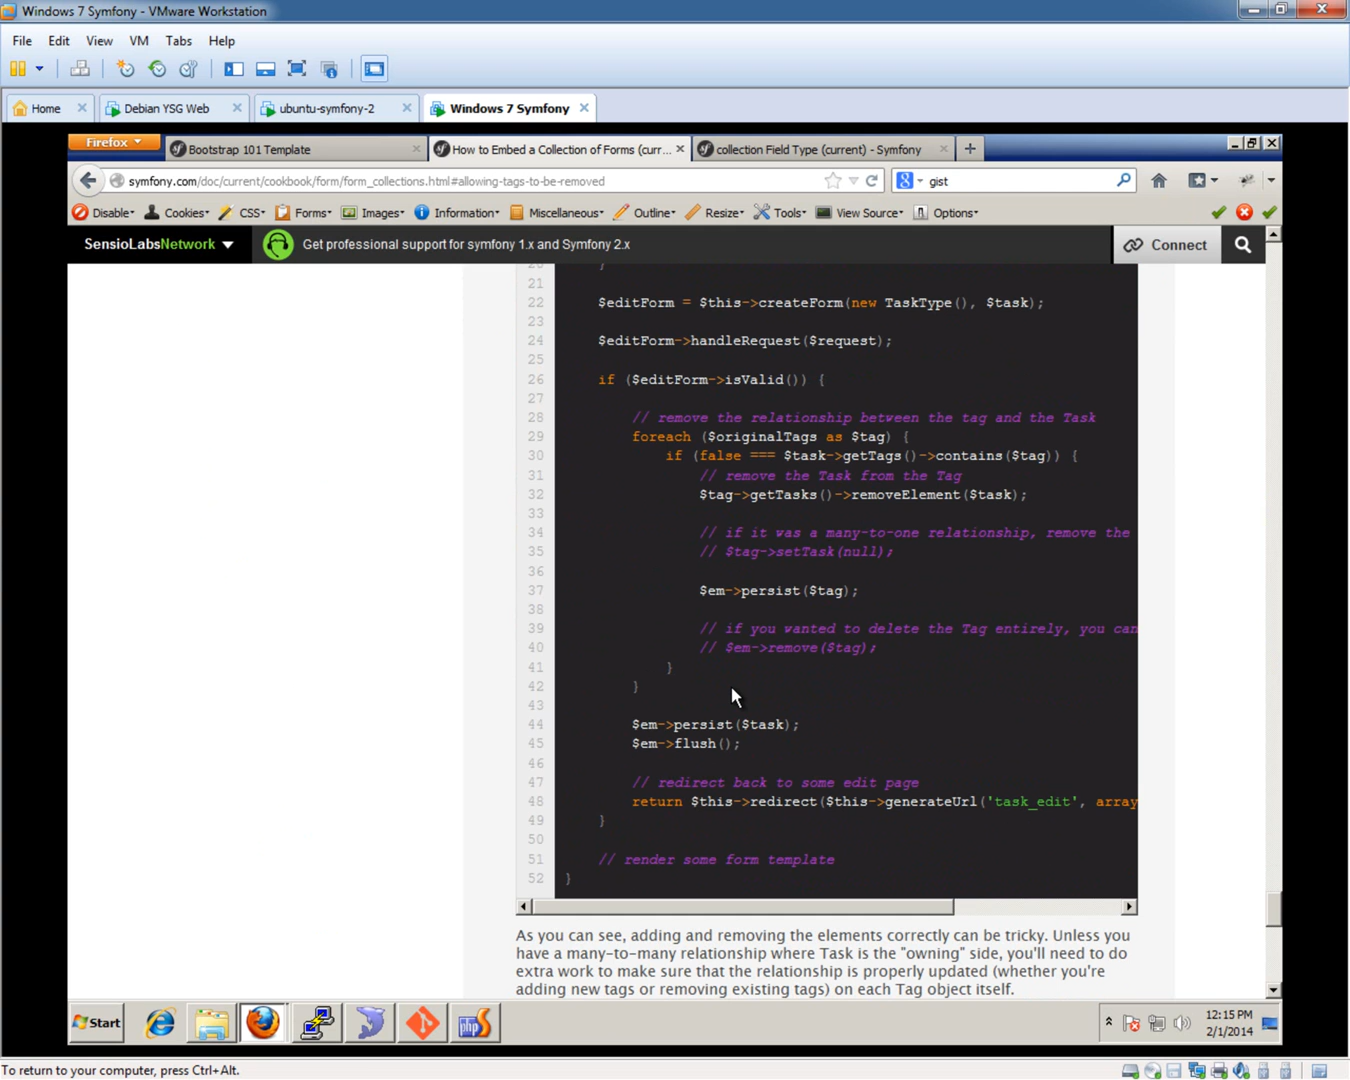 Windows 7 Symfony - VMware Workstation
File Edit View VM Tabs Help
Home Debian YSG Web ubuntu-symfony-2 Windows 7 Symfony
Firefox Bootstrap 101 Template How to Embed a Collection of Forms (curr... collection Field Type (current) - Symfony
symfony.com/doc/current/cookbook/form/form_collections.html#allowing-tags-to-be-removed gist
Disable Cookies CSS Forms Images Information Miscellaneous Outline Resize Tools View Source Options
SensioLabsNetwork Get professional support for symfony 1.x and Symfony 2.x Connect
20 }
21
22 $editForm = $this->createForm(new TaskType(), $task);
23
24 $editForm->handleRequest($request);
25
26 if ($editForm->isValid()) {
27
28 // remove the relationship between the tag and the Task
29 foreach ($originalTags as $tag) {
30 if (false === $task->getTags()->contains($tag)) {
31 // remove the Task from the Tag
32 $tag->getTasks()->removeElement($task);
33
34 // if it was a many-to-one relationship, remove the
35 // $tag->setTask(null);
36
37 $em->persist($tag);
38
39 // if you wanted to delete the Tag entirely, you can
40 // $em->remove($tag);
41 }
42 }
43
44 $em->persist($task);
45 $em->flush();
46
47 // redirect back to some edit page
48 return $this->redirect($this->generateUrl('task_edit', array
49 }
50
51 // render some form template
52 }
As you can see, adding and removing the elements correctly can be tricky. Unless you
have a many-to-many relationship where Task is the "owning" side, you'll need to do
extra work to make sure that the relationship is properly updated (whether you're
adding new tags or removing existing tags) on each Tag object itself.
Start php 12:15 PM
2/1/2014
To return to your computer, press Ctrl+Alt.